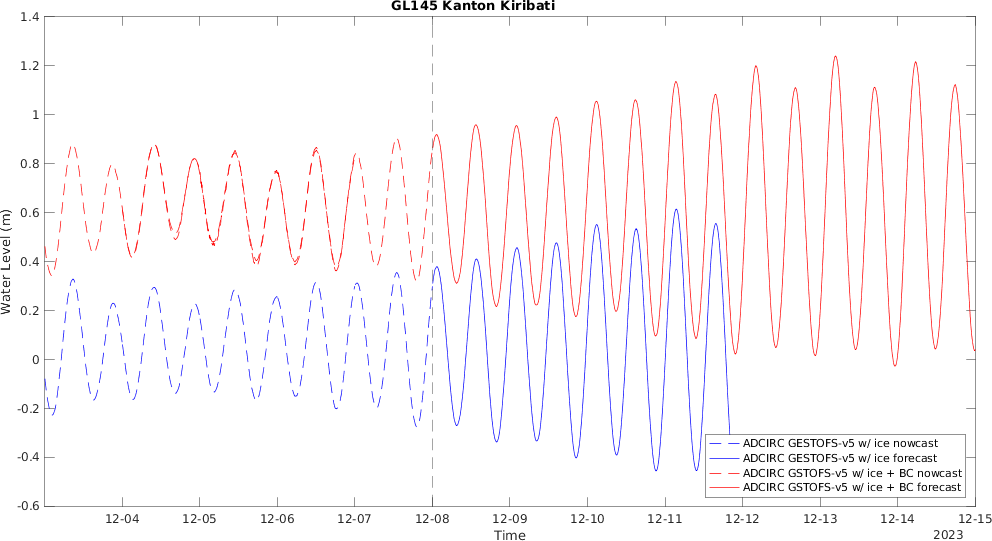 GL145 Kanton Kiribati
Water Level (m)
1.4
1.2
1
0.8
0.6
0.4
0.2
0
-0.2
-0.4
-0.6
12-04 12-05 12-06 12-07 12-08 12-09 12-10 12-11 12-12 12-13 12-14 12-15
Time
2023
ADCIRC GESTOFS-v5 w/ ice nowcast
ADCIRC GESTOFS-v5 w/ ice forecast
ADCIRC GSTOFS-v5 w/ ice + BC nowcast
ADCIRC GSTOFS-v5 w/ ice + BC forecast